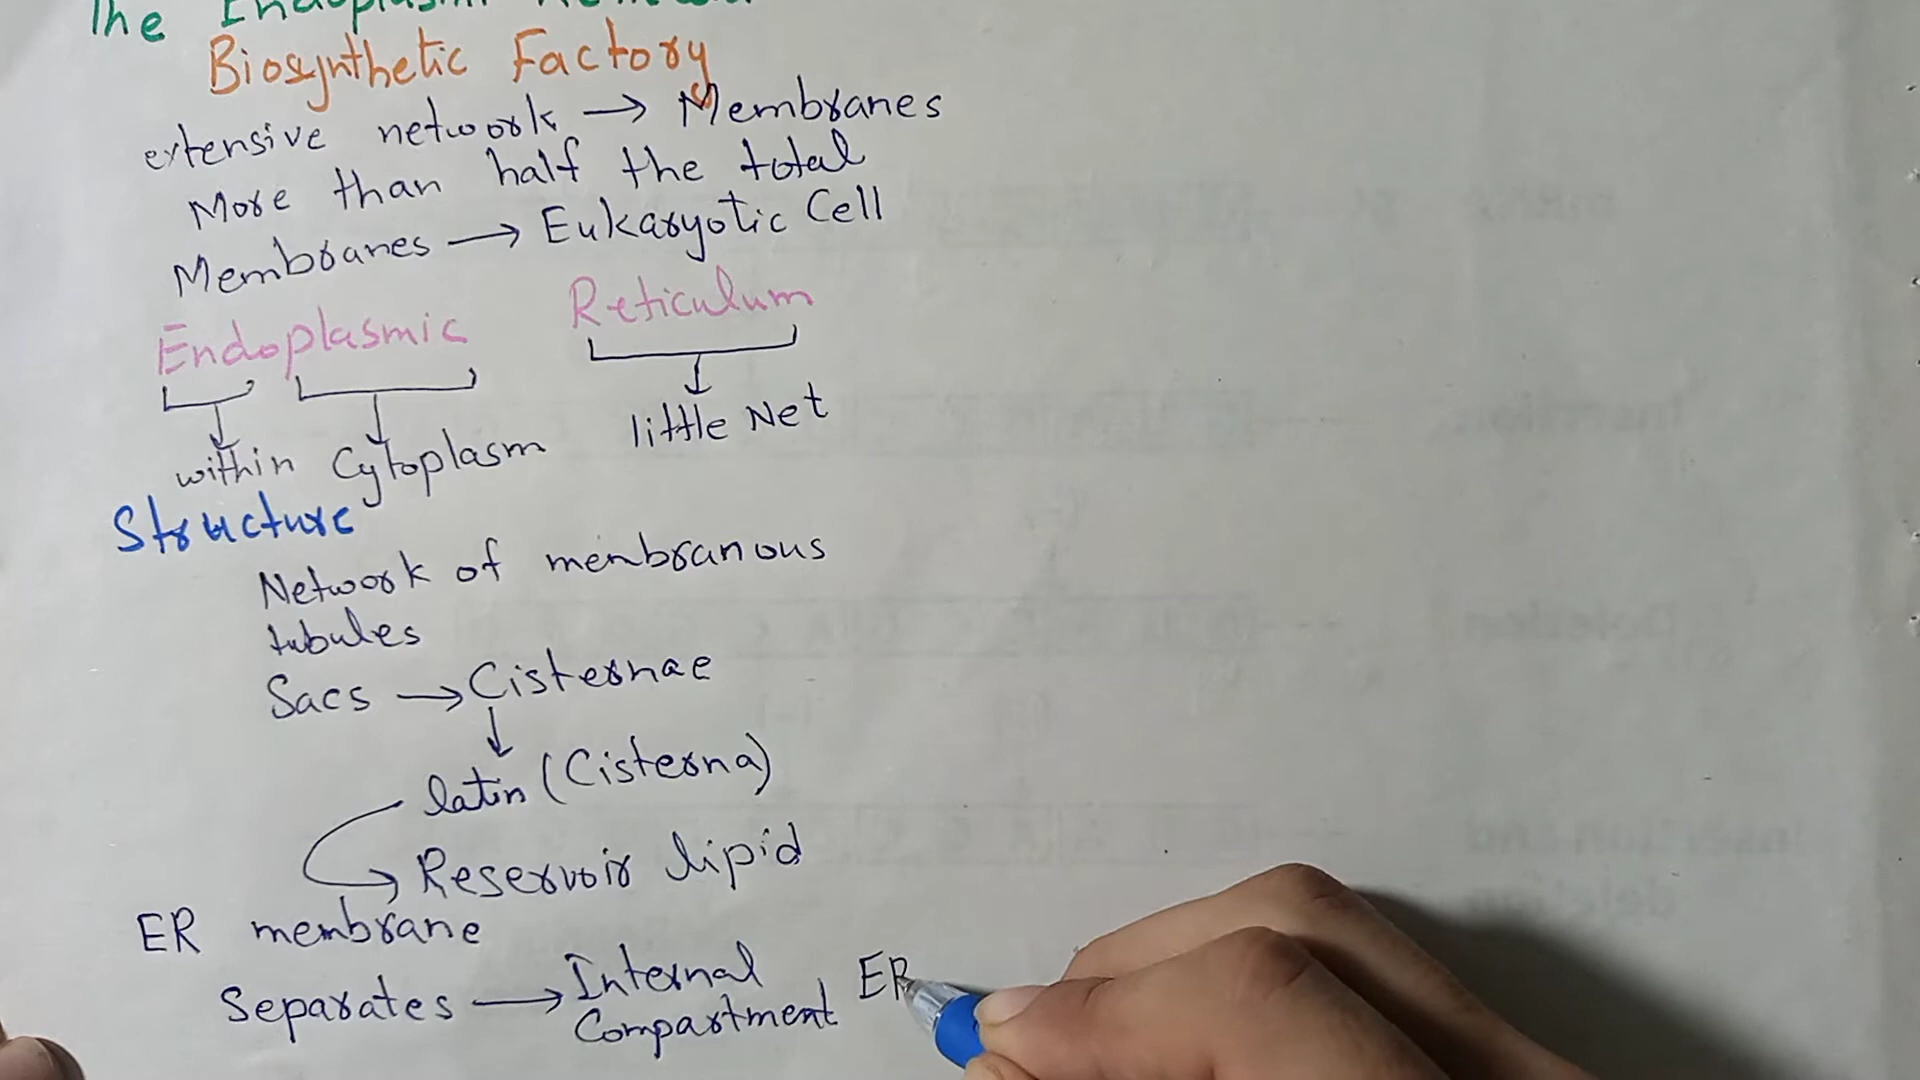 The
Biosynthetic Factory
extensive network → Membranes
More than half the total
Membranes → Eukaryotic Cell
Endoplasmic Reticulum
within Cytoplasm little Net
Structure
Network of membranous
tubules
Sacs → Cisternae
latin (Cisterna)
Reservoir lipid
ER membrane
Separates → Internal
Compartment ER